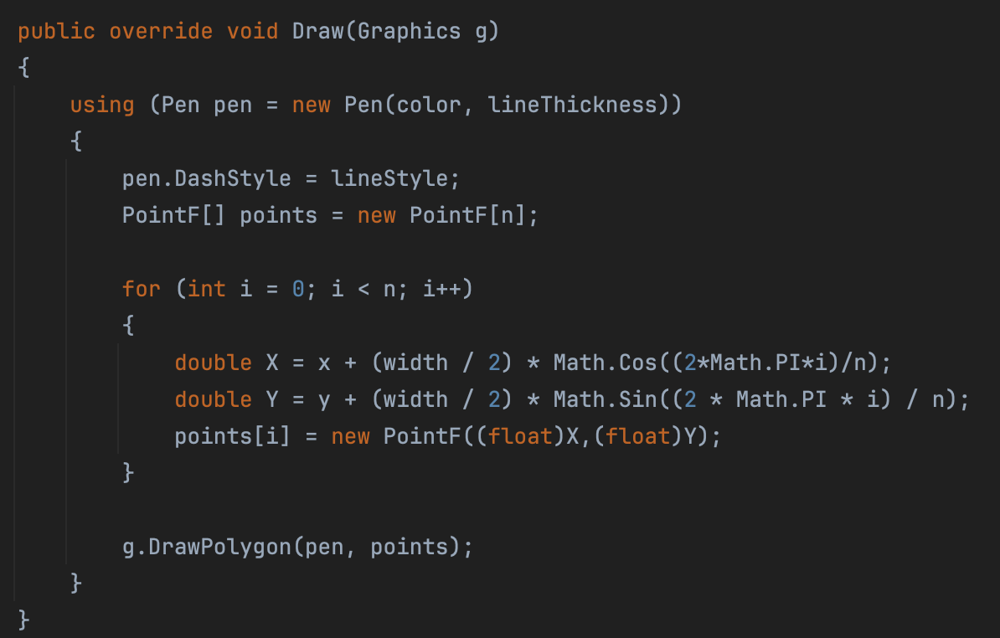 public override void Draw(Graphics g)
{
    using (Pen pen = new Pen(color, lineThickness))
    {
        pen.DashStyle = lineStyle;
        PointF[] points = new PointF[n];

        for (int i = 0; i < n; i++)
        {
            double X = x + (width / 2) * Math.Cos((2*Math.PI*i)/n);
            double Y = y + (width / 2) * Math.Sin((2 * Math.PI * i) / n);
            points[i] = new PointF((float)X,(float)Y);
        }

        g.DrawPolygon(pen, points);
    }
}